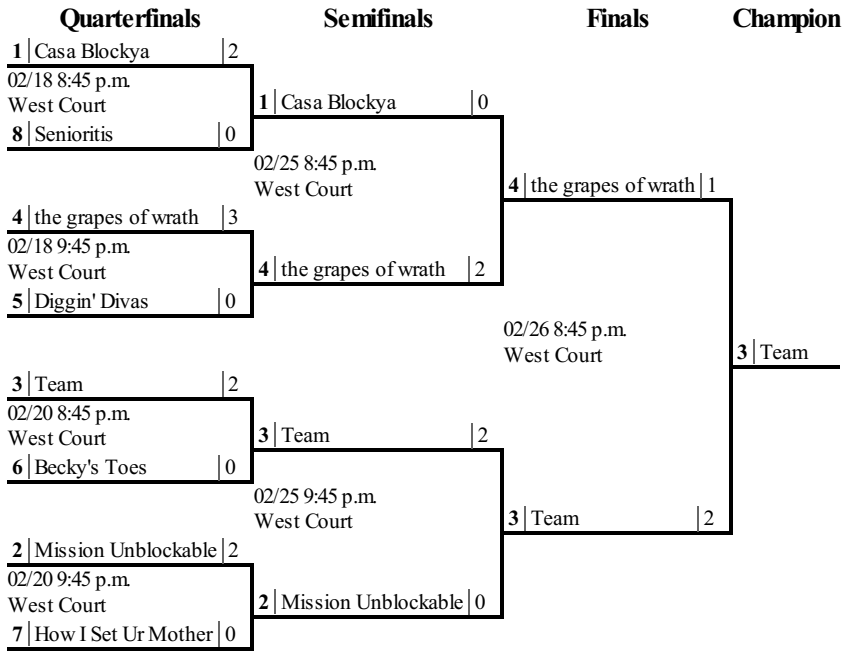 Quarterfinals Semifinals Finals Champion
1 Casa Blockya 2
02/18 8:45 p.m.
West Court
8 Senioritis 0
4 the grapes of wrath 3
02/18 9:45 p.m.
West Court
5 Diggin' Divas 0
3 Team 2
02/20 8:45 p.m.
West Court
6 Becky's Toes 0
2 Mission Unblockable 2
02/20 9:45 p.m.
West Court
7 How I Set Ur Mother 0
1 Casa Blockya 0
02/25 8:45 p.m.
West Court
4 the grapes of wrath 2
3 Team 2
02/25 9:45 p.m.
West Court
2 Mission Unblockable 0
4 the grapes of wrath 1
02/26 8:45 p.m.
West Court
3 Team 2
3 Team